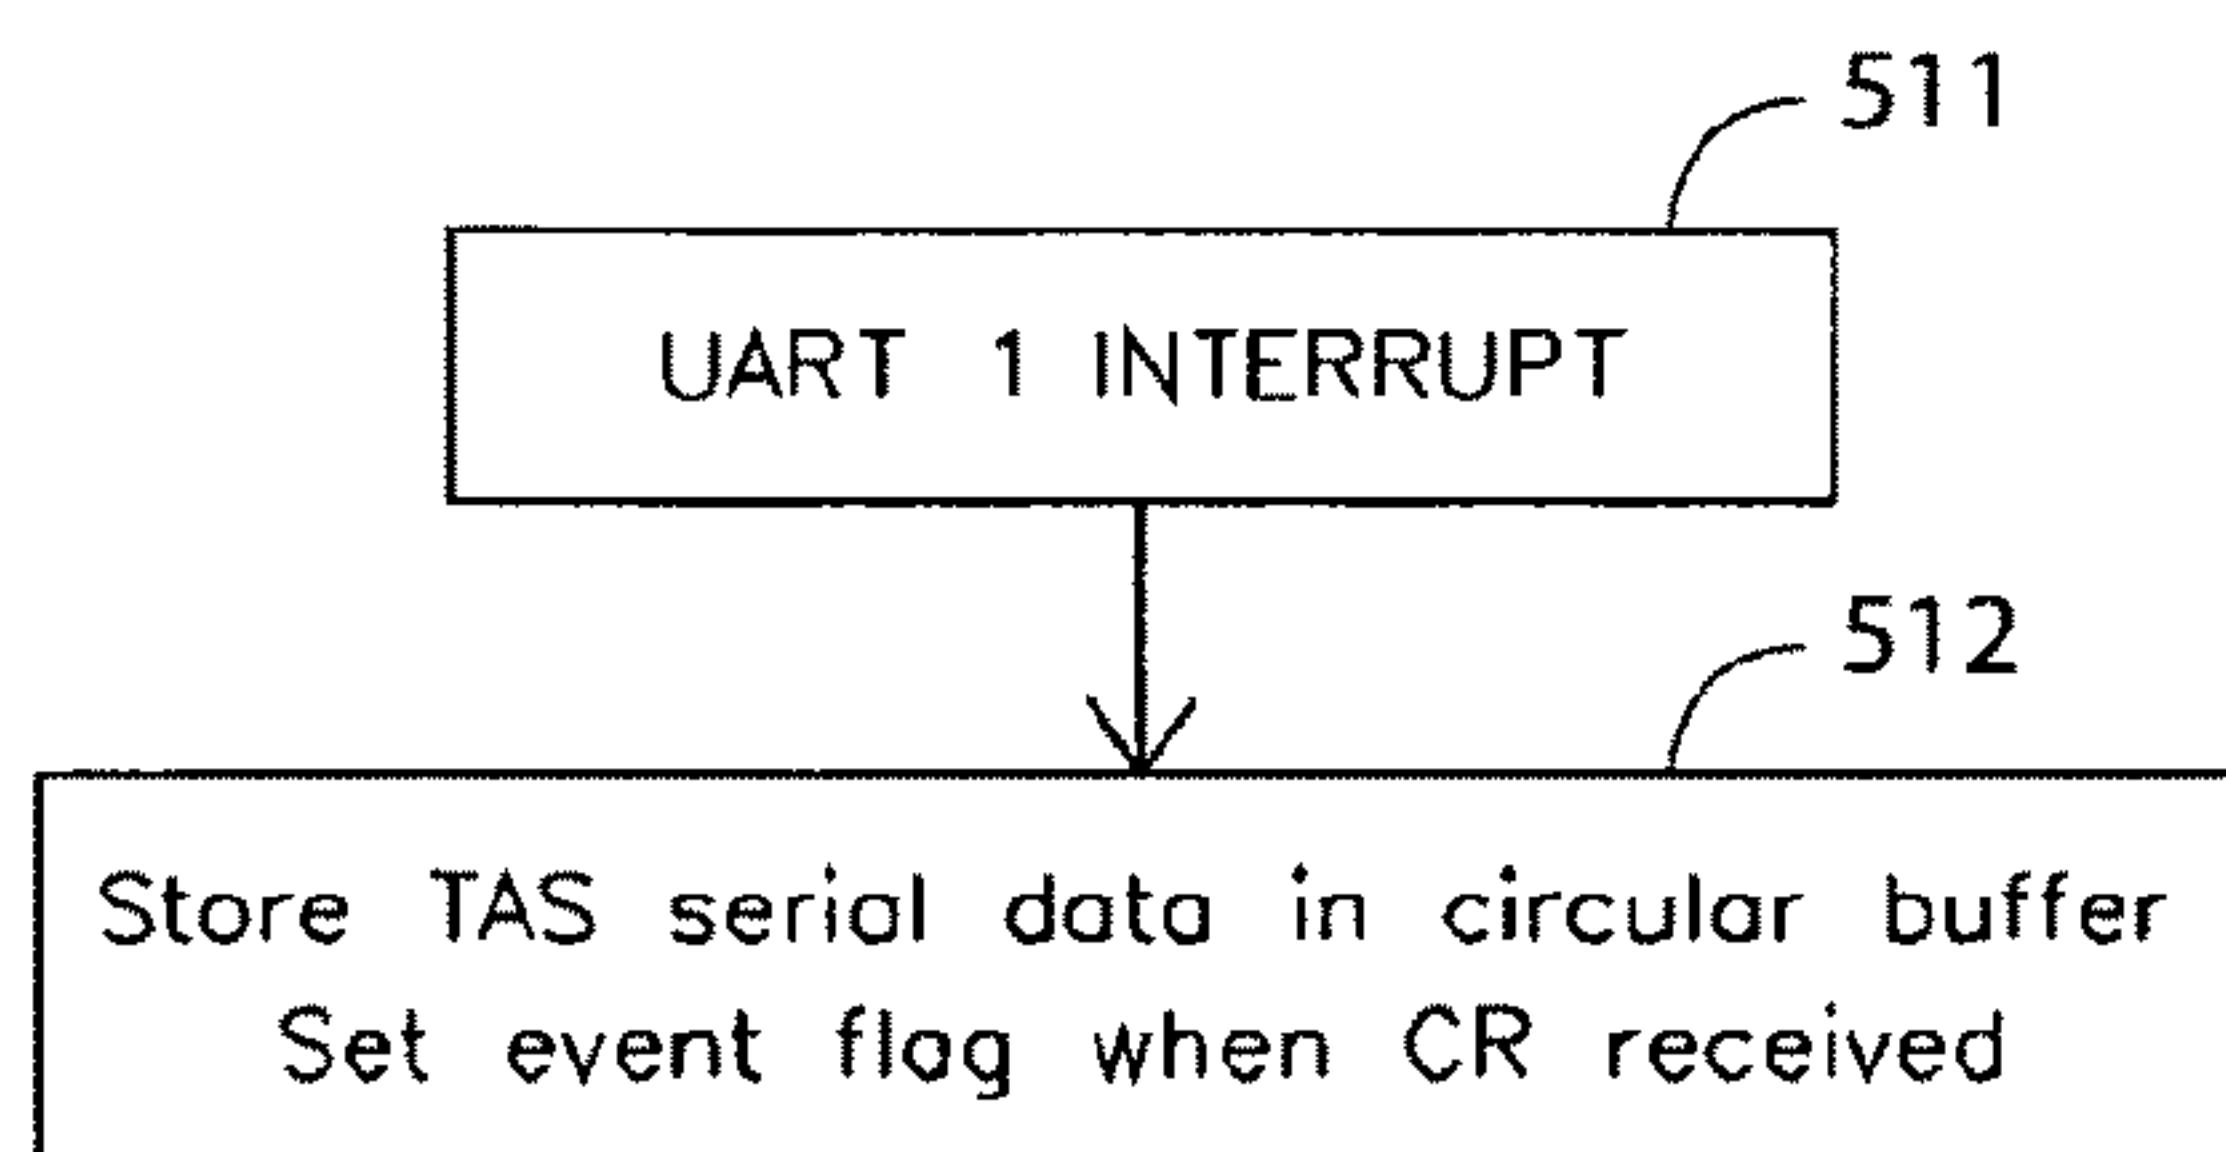 511
UART 1 INTERRUPT
512
Store TAS serial data in circular buffer
Set event flag when CR received